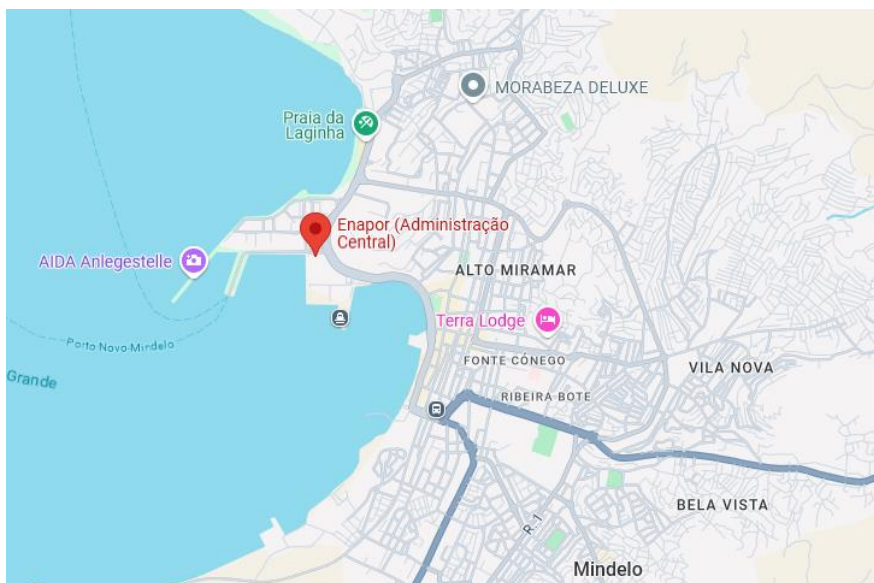 MORABEZA DELUXE
Praia da
Laginha
Enapor (Administração
Central)
AIDA Anlegestelle
ALTO MIRAMAR
Terra Lodge
Porto Novo-Mindelo
FONTE CÓNEGO
VILA NOVA
Grande
RIBEIRA BOTE
BELA VISTA
R. 1
Mindelo